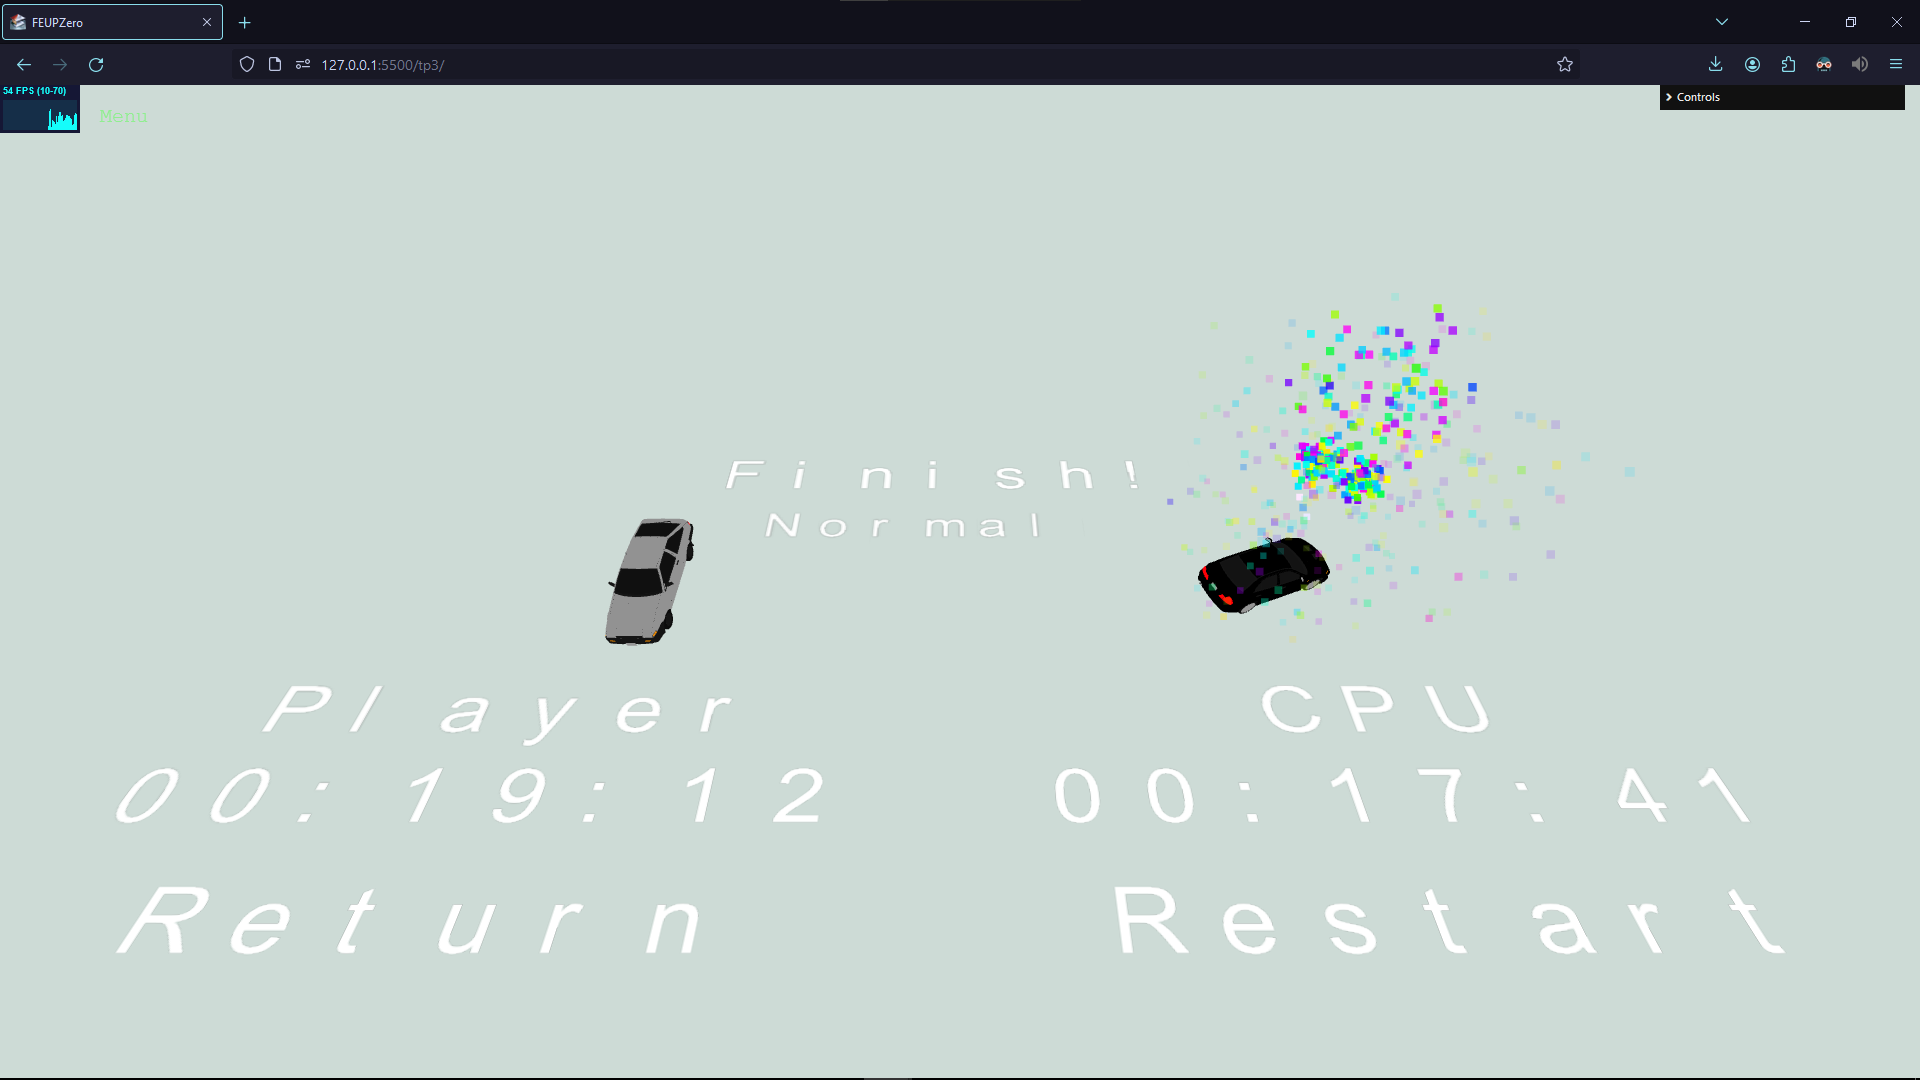 FEUPZero
127.0.0.1:5500/tp3/
54 FPS (10-70)
Menu
Controls
Finish!
Normal
Player
CPU
00:19:12
00:17:41
Return
Restart